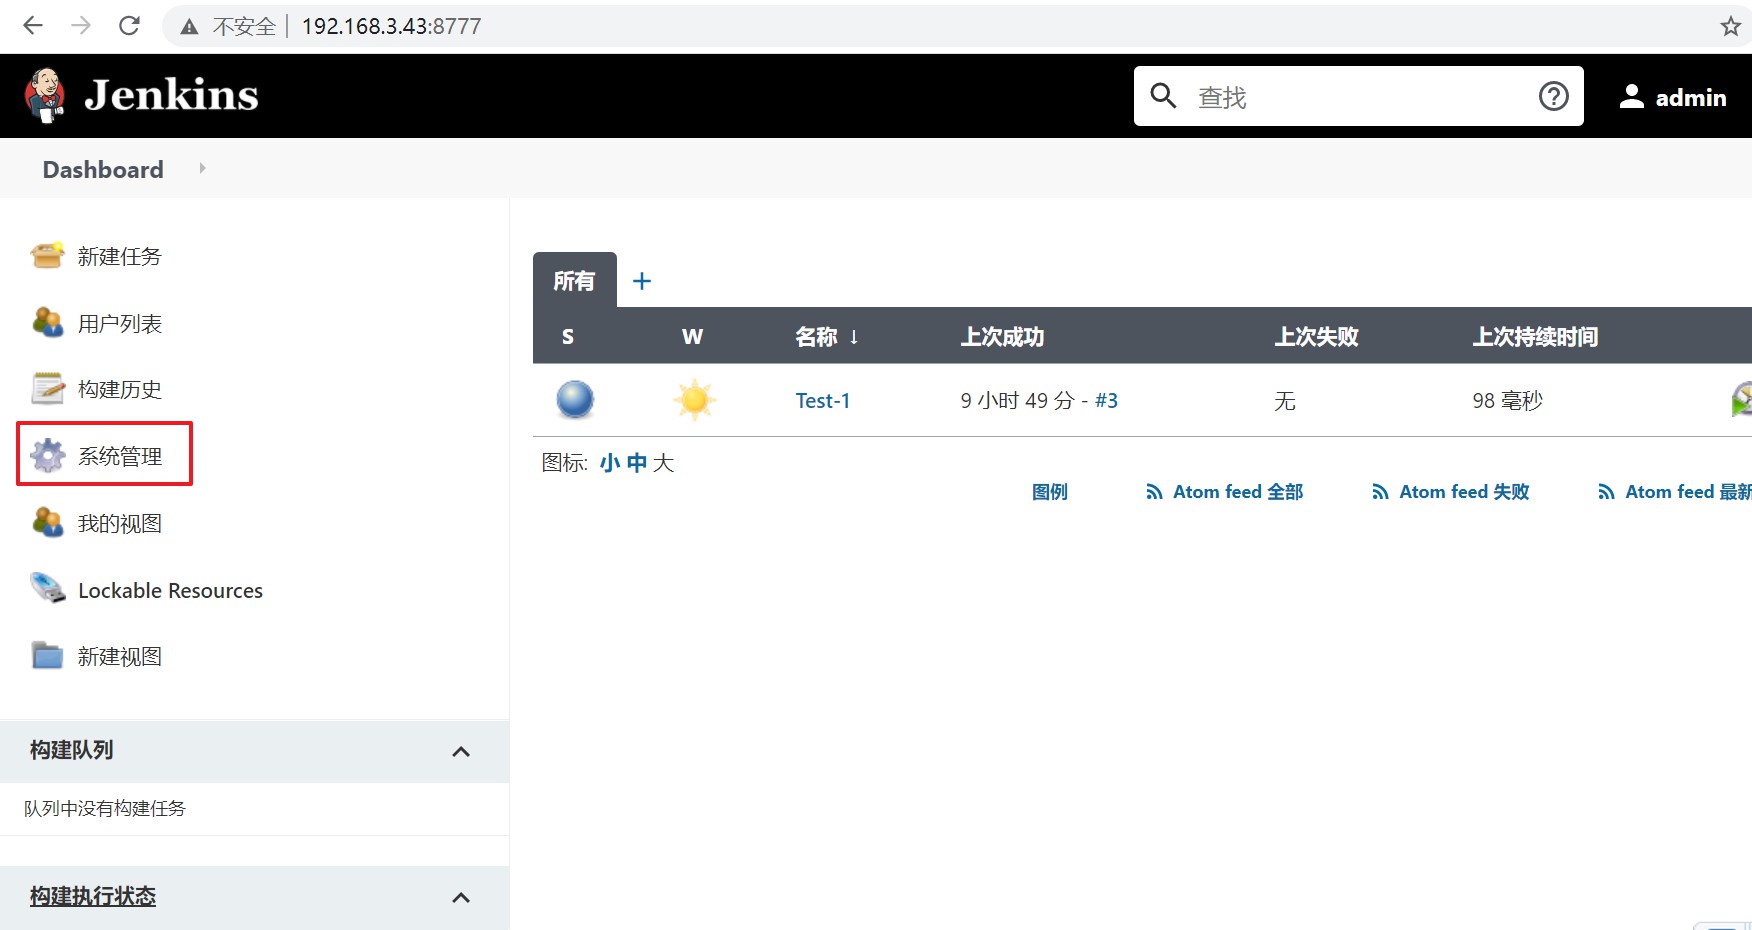 不安全 | 192.168.3.43:8777
Jenkins
查找
admin
Dashboard
新建任务
用户列表
构建历史
系统管理
我的视图
Lockable Resources
新建视图
构建队列
队列中没有构建任务
构建执行状态
所有 +
S W 名称 ↓ 上次成功 上次失败 上次持续时间
Test-1 9 小时 49 分 - #3 无 98 毫秒
图标: 小 中 大
图例 Atom feed 全部 Atom feed 失败 Atom feed 最新